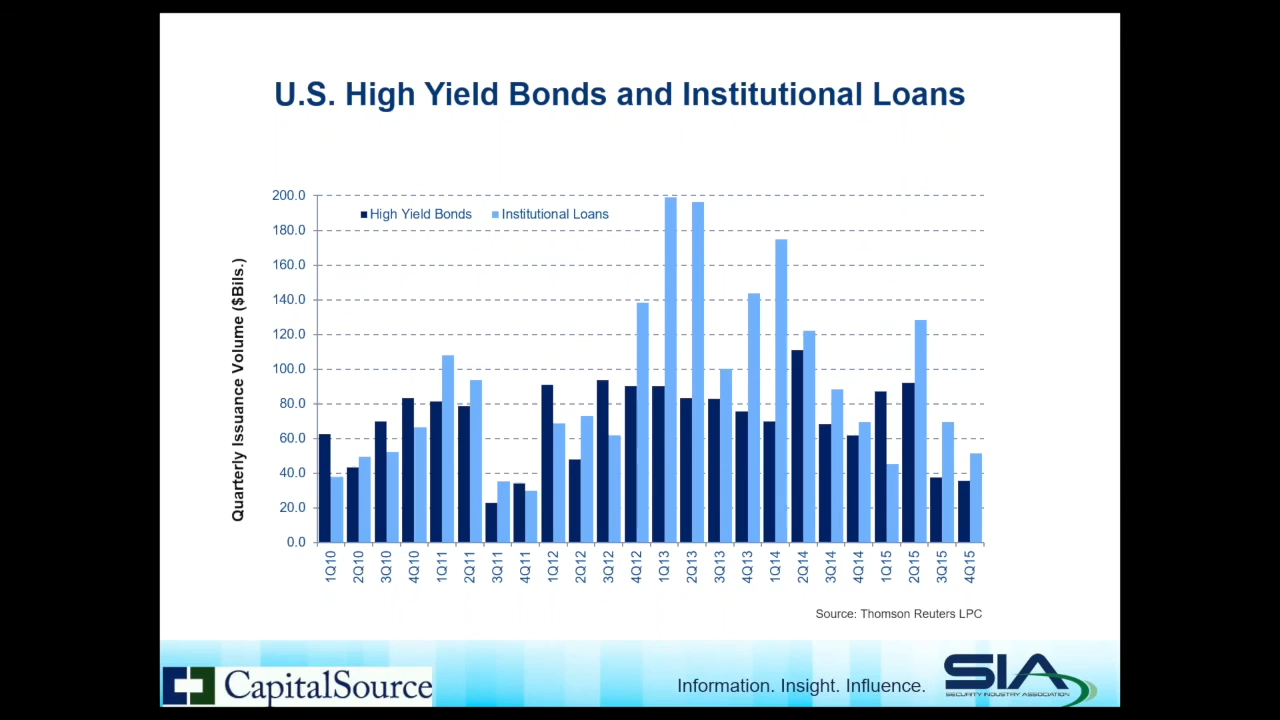 U.S. High Yield Bonds and Institutional Loans
200.0
180.0
160.0
140.0
120.0
100.0
80.0
60.0
40.0
20.0
0.0
High Yield Bonds
Institutional Loans
Quarterly Issuance Volume ($Bils.)
1Q10
2Q10
3Q10
4Q10
1Q11
2Q11
3Q11
4Q11
1Q12
2Q12
3Q12
4Q12
1Q13
2Q13
3Q13
4Q13
1Q14
2Q14
3Q14
4Q14
1Q15
2Q15
3Q15
4Q15
Source: Thomson Reuters LPC
CapitalSource
Information. Insight. Influence.
SIA
SECURITY INDUSTRY ASSOCIATION